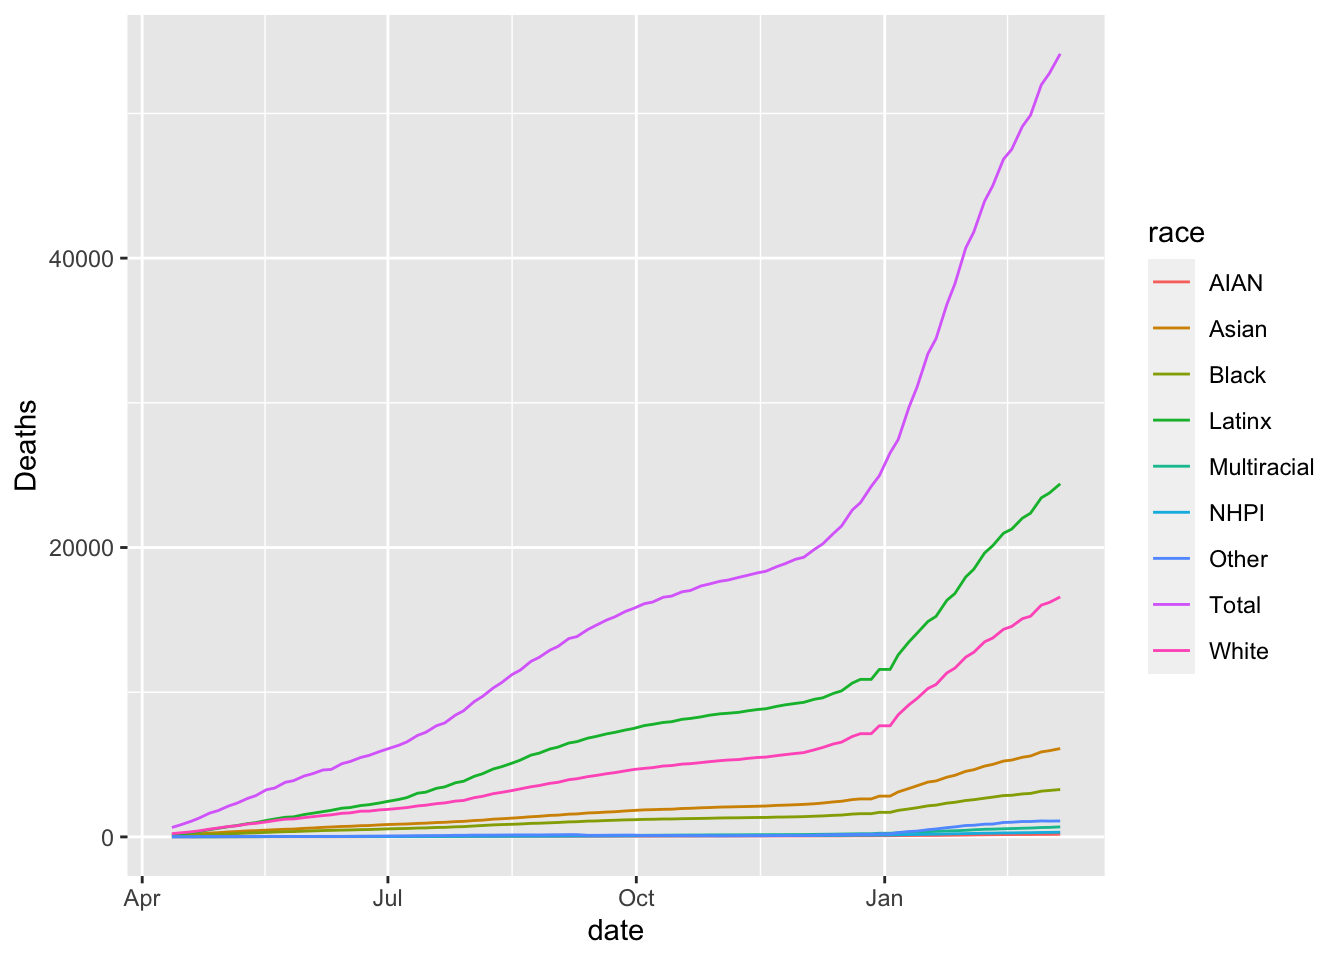 Deaths
40000
20000
0
Apr
Jul
Oct
Jan
date
race
AIAN
Asian
Black
Latinx
Multiracial
NHPI
Other
Total
White